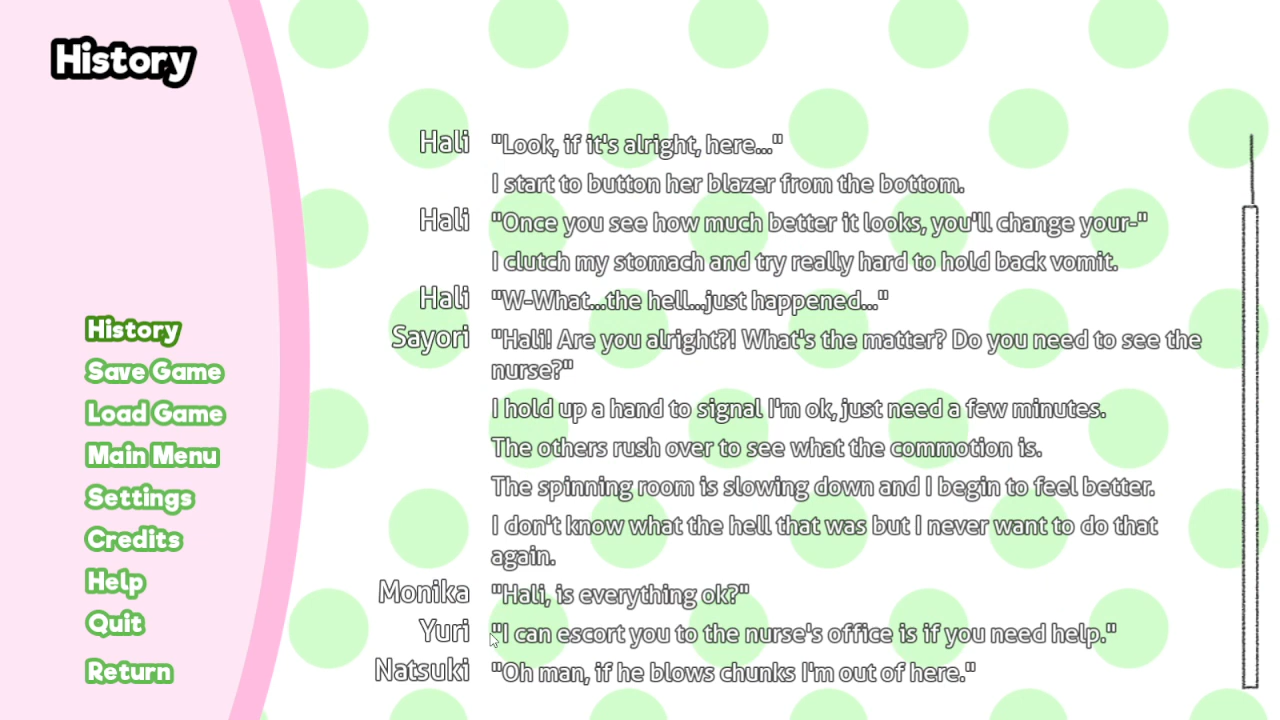 History
Hali "Look, if it's alright, here..."
I start to button her blazer from the bottom.
Hali "Once you see how much better it looks, you'll change your-"
I clutch my stomach and try really hard to hold back vomit.
Hali "W-What...the hell...just happened..."
Sayori "Hali! Are you alright?! What's the matter? Do you need to see the
nurse?"
I hold up a hand to signal I'm ok, just need a few minutes.
The others rush over to see what the commotion is.
The spinning room is slowing down and I begin to feel better.
I don't know what the hell that was but I never want to do that
again.
Monika "Hali, is everything ok?"
Yuri "I can escort you to the nurse's office is if you need help."
Natsuki "Oh man, if he blows chunks I'm out of here."
History
Save Game
Load Game
Main Menu
Settings
Credits
Help
Quit
Return